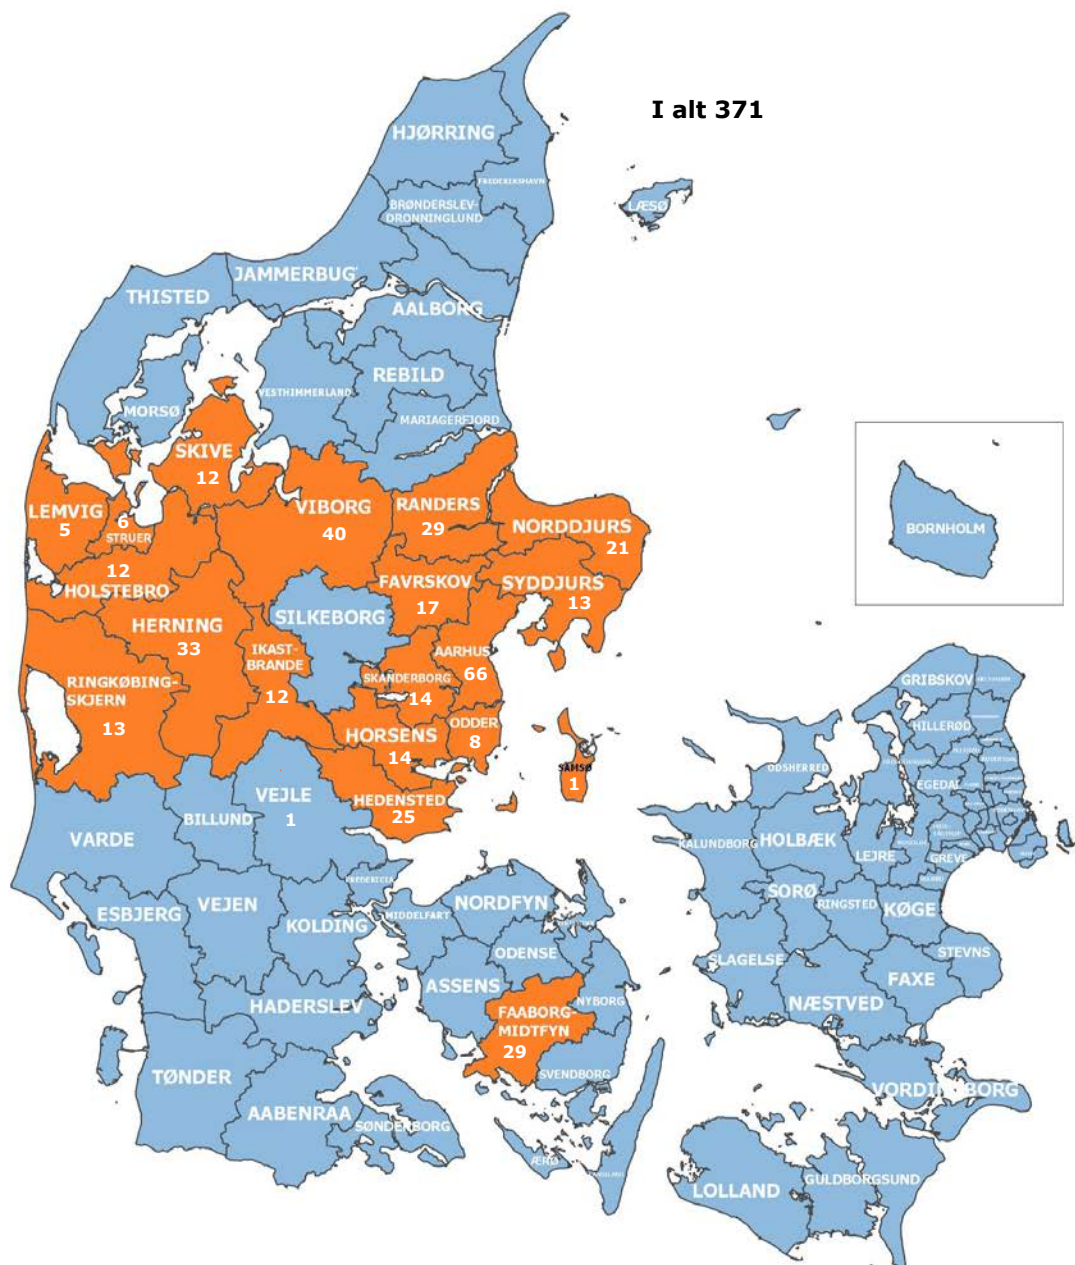 I alt 371
HJØRRING
FREDERIKSHAVN
BRØNDERSLEV-
DRONNINGLUND
LÆSØ
JAMMERBUG
THISTED
AALBORG
REBILD
VESTHIMMERLAND
MORSØ
MARIAGERFJORD
SKIVE
12
LEMVIG
5
6
STRUER
VIBORG
40
RANDERS
29
NORDDJURS
21
BORNHOLM
12
HOLSTEBRO
FAVRSKOV
17
SYDDJURS
13
HERNING
33
SILKEBORG
IKAST-
BRANDE
12
AARHUS
66
SKANDERBORG
14
RINGKØBING-
SKJERN
13
HORSENS
14
ODDER
8
SAMSØ
1
HEDENSTED
25
VEJLE
1
BILLUND
VARDE
GRIBSKOV
HILLERØD
ODSHERRED
EGEDAL
KALUNDBORG
HOLBÆK
LEJRE
GREVE
FREDERICIA
ESBJERG
VEJEN
KOLDING
MIDDELFART
NORDFYN
SORØ
RINGSTED
KØGE
ODENSE
ASSENS
SLAGELSE
STEVNS
FAXE
NÆSTVED
HADERSLEV
NYBORG
FAABORG-
MIDTFYN
29
SVENDBORG
TØNDER
AABENRAA
SØNDERBORG
ÆRØ
LANGELAND
VORDINGBORG
LOLLAND
GULDBORGSUND